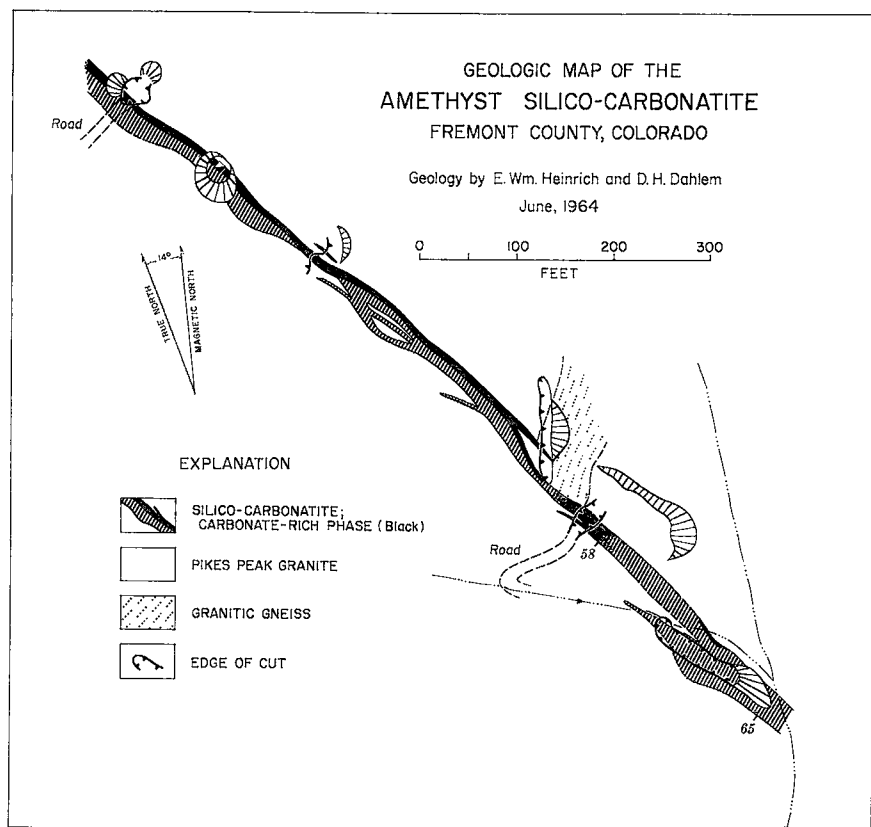 GEOLOGIC MAP OF THE
AMETHYST SILICO-CARBONATITE
FREMONT COUNTY, COLORADO
Geology by E. Wm. Heinrich and D. H. Dahlem
June, 1964
0 100 200 300
FEET
Road
14°
TRUE NORTH
MAGNETIC NORTH
EXPLANATION
SILICO-CARBONATITE;
CARBONATE-RICH PHASE (Black)
PIKES PEAK GRANITE
GRANITIC GNEISS
EDGE OF CUT
Road
58
65